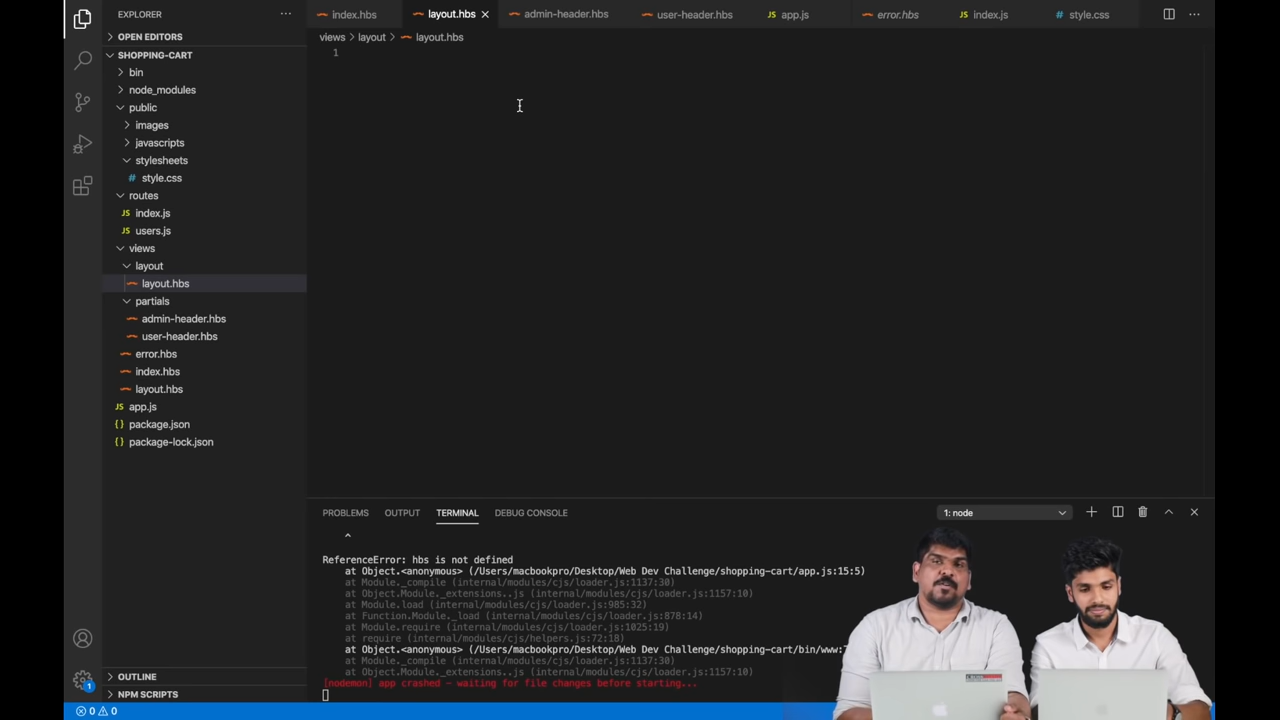 EXPLORER
index.hbs
layout.hbs
admin-header.hbs
user-header.hbs
app.js
error.hbs
JS index.js
# style.css
OPEN EDITORS
views layout layout.hbs
SHOPPING-CART
1
bin
node_modules
public
images
javascripts
stylesheets
# style.css
routes
JS index.js
JS users.js
views
layout
layout.hbs
partials
admin-header.hbs
user-header.hbs
error.hbs
index.hbs
layout.hbs
JS app.js
{} package.json
{} package-lock.json
OUTLINE
NPM SCRIPTS
PROBLEMS OUTPUT TERMINAL DEBUG CONSOLE
1: node
^
ReferenceError: hbs is not defined
at Object.<anonymous> (/Users/macbookpro/Desktop/Web Dev Challenge/shopping-cart/app.js:15:5)
at Module._compile (internal/modules/cjs/loader.js:1137:30)
at Object.Module._extensions..js (internal/modules/cjs/loader.js:1157:10)
at Module.load (internal/modules/cjs/loader.js:985:32)
at Function.Module._load (internal/modules/cjs/loader.js:878:14)
at Module.require (internal/modules/cjs/loader.js:1025:19)
at require (internal/modules/cjs/helpers.js:72:18)
at Object.<anonymous> (/Users/macbookpro/Desktop/Web Dev Challenge/shopping-cart/bin/www:
at Module._compile (internal/modules/cjs/loader.js:1137:30)
at Object.Module._extensions..js (internal/modules/cjs/loader.js:1157:10)
[nodemon] app crashed - waiting for file changes before starting...
1
0 0